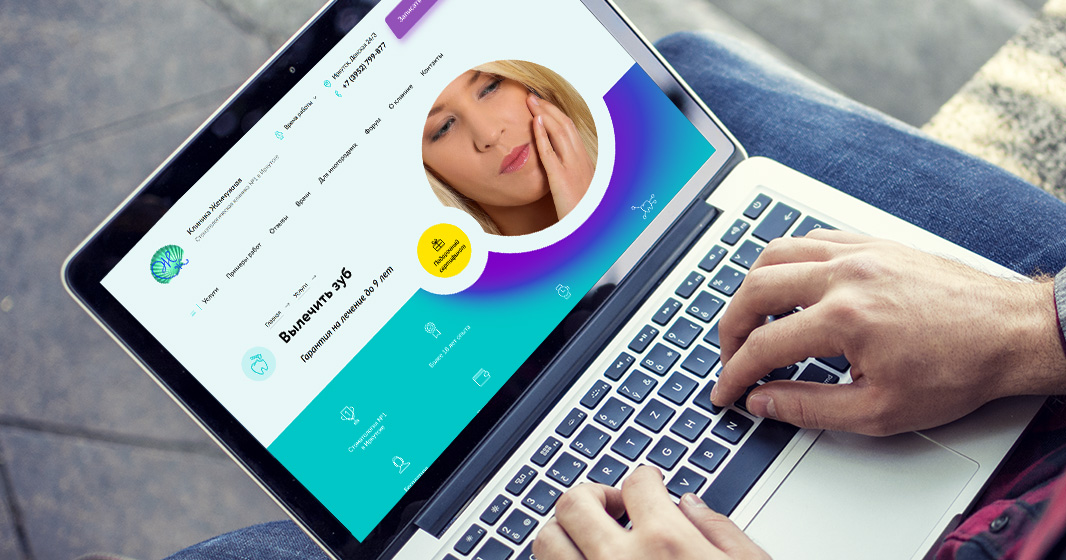 Клиника Жемчужная
Стоматологическая клиника №1 в Иркутске
Время работы
Иркутск, Донская 24/3
+7 (3952) 799-877
Записать
Услуги
Примеры работ
Отзывы
Врачи
Для иногородних
Форум
О клинике
Контакты
Главная → Услуги →
Вылечить зуб
Гарантия на лечение до 9 лет
Подарочный
сертификат
Стоматология №1
в Иркутске
Более 16 лет опыта
R
T
Z
U
H
F
G
V
B
N